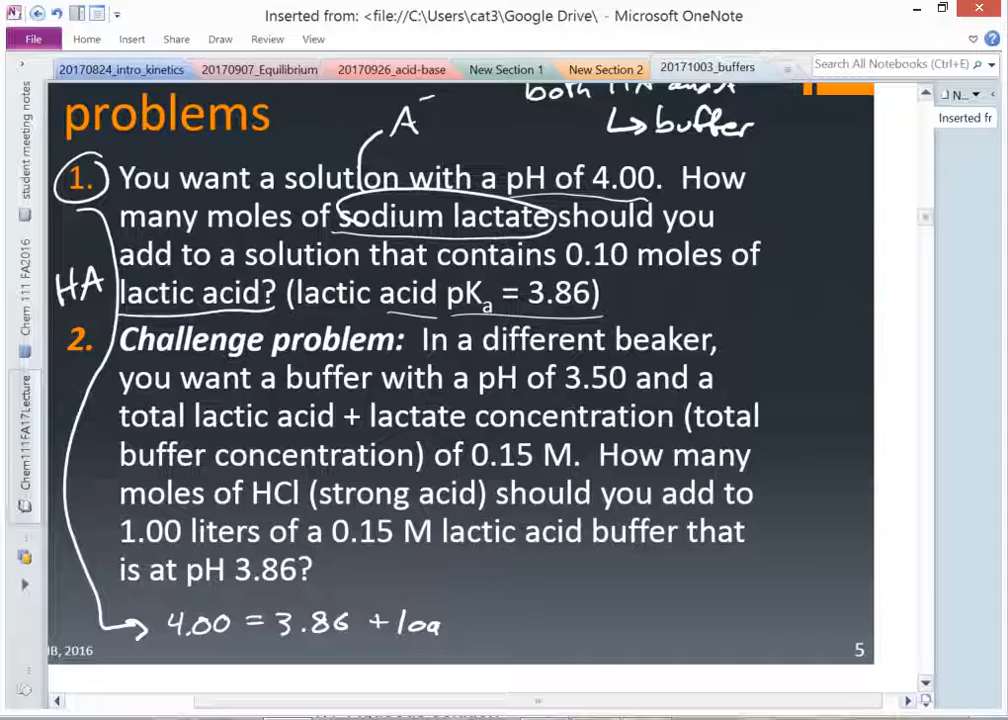 Inserted from: <file://C:\Users\cat3\Google Drive\ - Microsoft OneNote
File Home Insert Share Draw Review View
20170824_intro_kinetics 20170907_Equilibrium 20170926_acid-base New Section 1 New Section 2 20171003_buffers Search All Notebooks (Ctrl+E)
N...
Inserted fr
student meeting notes
Chem 111 FA2016
Chem111FA17Lecture
both HA and A
↳ buffer
A⁻
problems
1. You want a solution with a pH of 4.00. How
many moles of sodium lactate should you
add to a solution that contains 0.10 moles of
HA
lactic acid? (lactic acid pKa = 3.86)
2. Challenge problem: In a different beaker,
you want a buffer with a pH of 3.50 and a
total lactic acid + lactate concentration (total
buffer concentration) of 0.15 M. How many
moles of HCl (strong acid) should you add to
1.00 liters of a 0.15 M lactic acid buffer that
is at pH 3.86?
4.00 = 3.86 + log
, 2016
5